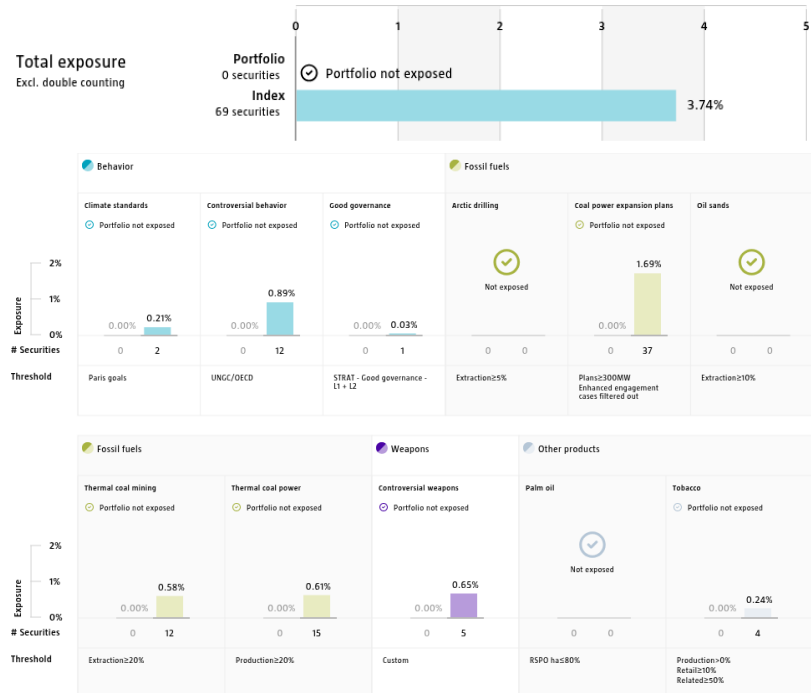 0 1 2 3 4 5
Total exposure
Excl. double counting
Portfolio
0 securities
Portfolio not exposed
Index
69 securities
3.74%
Behavior
Fossil fuels
Climate standards
Controversial behavior
Good governance
Arctic drilling
Coal power expansion plans
Oil sands
Portfolio not exposed
Portfolio not exposed
Portfolio not exposed
Not exposed
Portfolio not exposed
Not exposed
Exposure
2%
1%
0%
0.00% 0.21%
0.00% 0.89%
0.00% 0.03%
0.00% 1.69%
# Securities 0 2 0 12 0 1 0 0 0 37 0 0
Threshold
Paris goals
UNGC/OECD
STRAT - Good governance -
L1 + L2
Extraction≥5%
Plans≥300MW
Enhanced engagement
cases filtered out
Extraction≥10%
Fossil fuels
Weapons
Other products
Thermal coal mining
Thermal coal power
Controversial weapons
Palm oil
Tobacco
Portfolio not exposed
Portfolio not exposed
Portfolio not exposed
Not exposed
Portfolio not exposed
Exposure
2%
1%
0%
0.00% 0.58%
0.00% 0.61%
0.00% 0.65%
0.00% 0.24%
# Securities 0 12 0 15 0 5 0 0 0 4
Threshold
Extraction≥20%
Production≥20%
Custom
RSPO ha≤80%
Production>0%
Retail≥10%
Related≥50%